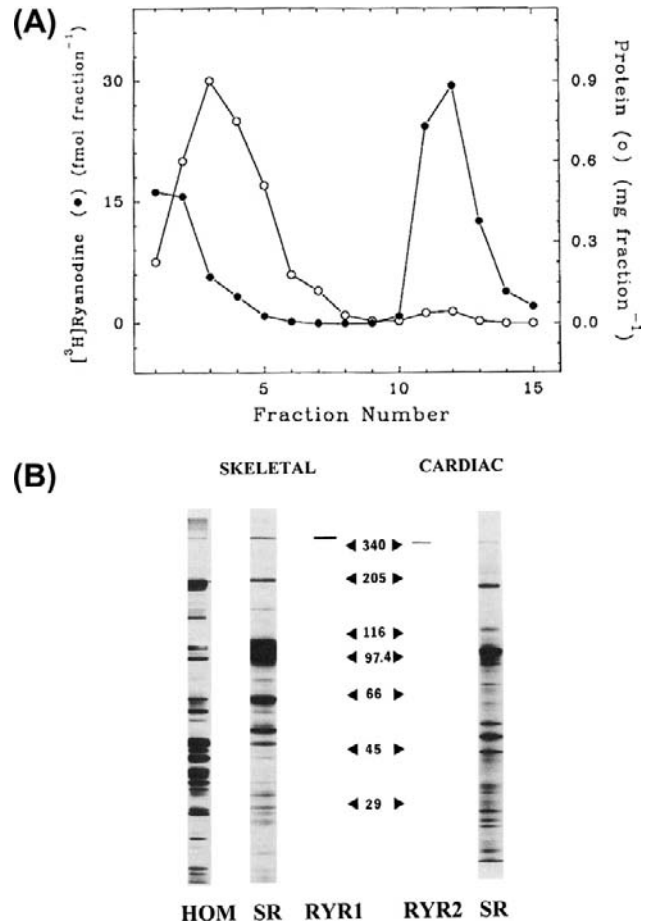 (A)
[³H]Ryanodine (●) (fmol fraction⁻¹)
30
15
0
0.9
0.6
0.3
0.0
Protein (o) (mg fraction⁻¹)
5
10
15
Fraction Number
(B)
SKELETAL
CARDIAC
340
205
116
97.4
66
45
29
HOM SR RYR1 RYR2 SR